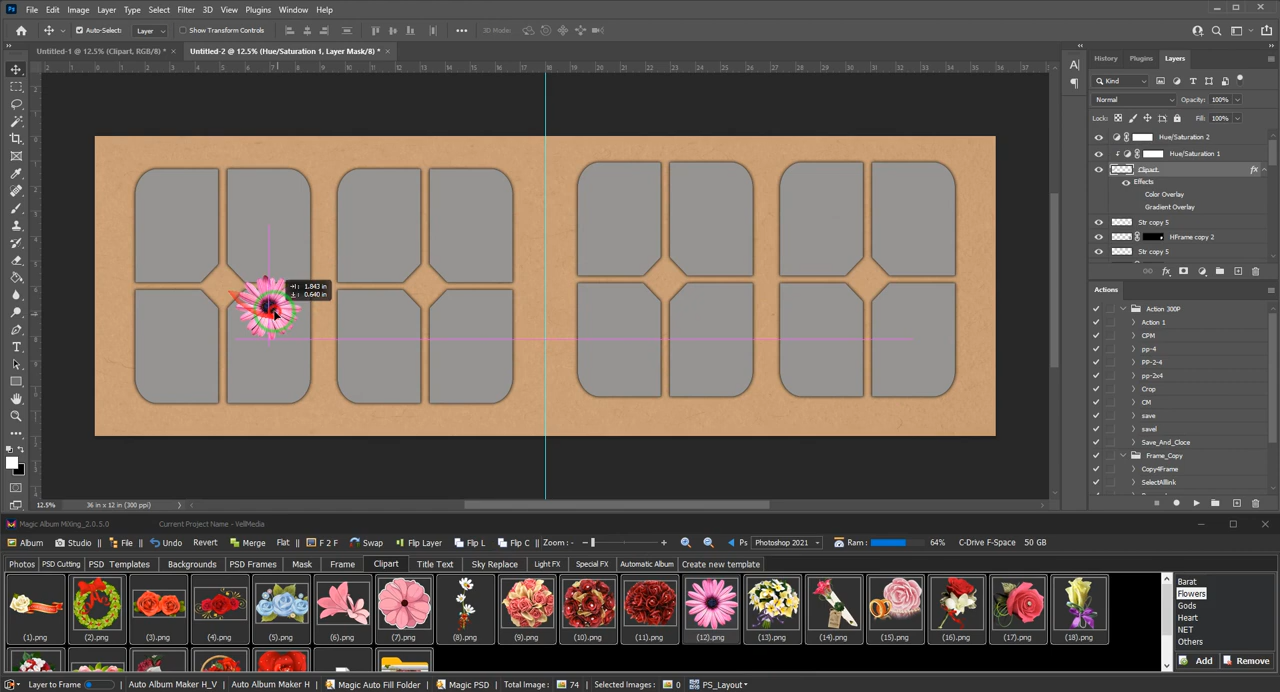 File Edit Image Layer Type Select Filter 3D View Plugins Window Help
Auto-Select: Layer Show Transform Controls 3D Mode:
Untitled-1 @ 12.5% (Clipart, RGB/8) * × Untitled-2 @ 12.5% (Hue/Saturation 1, Layer Mask/8) * ×
History Plugins Layers
Kind
Normal Opacity: 100%
Lock: Fill: 100%
Hue/Saturation 2
Hue/Saturation 1
Clipart. fx
Effects
Color Overlay
Gradient Overlay
Str copy 5
HFrame copy 2
Str copy 5
1.843 in
0.640 in
Actions
Action 300P
Action 1
CPM
pp-4
PP-2-4
pp-2x4
Crop
CM
save
savel
Save_And_Cloce
Frame_Copy
Copy4Frame
SelectAllink
12.5% 36 in x 12 in (300 ppi)
Magic Album MiXing_2.0.5.0 Current Project Name - VellMedia
Album Studio File Undo Revert Merge Flat F 2 F Swap Flip Layer Flip L Flip C Zoom :- Ps Photoshop 2021 Ram : 64% C-Drive F-Space 50 GB
Photos PSD Cutting PSD Templates Backgrounds PSD Frames Mask Frame Clipart Title Text Sky Replace Light FX Special FX Automatic Album Create new template
Barat
Flowers
Gods
Heart
NET
Others
(1).png (2).png (3).png (4).png (5).png (6).png (7).png (8).png (9).png (10).png (11).png (12).png (13).png (14).png (15).png (16).png (17).png (18).png
Add Remove
Layer to Frame Auto Album Maker H_V Auto Album Maker H Magic Auto Fill Folder Magic PSD Total Image : 74 Selected Images : 0 PS_Layout